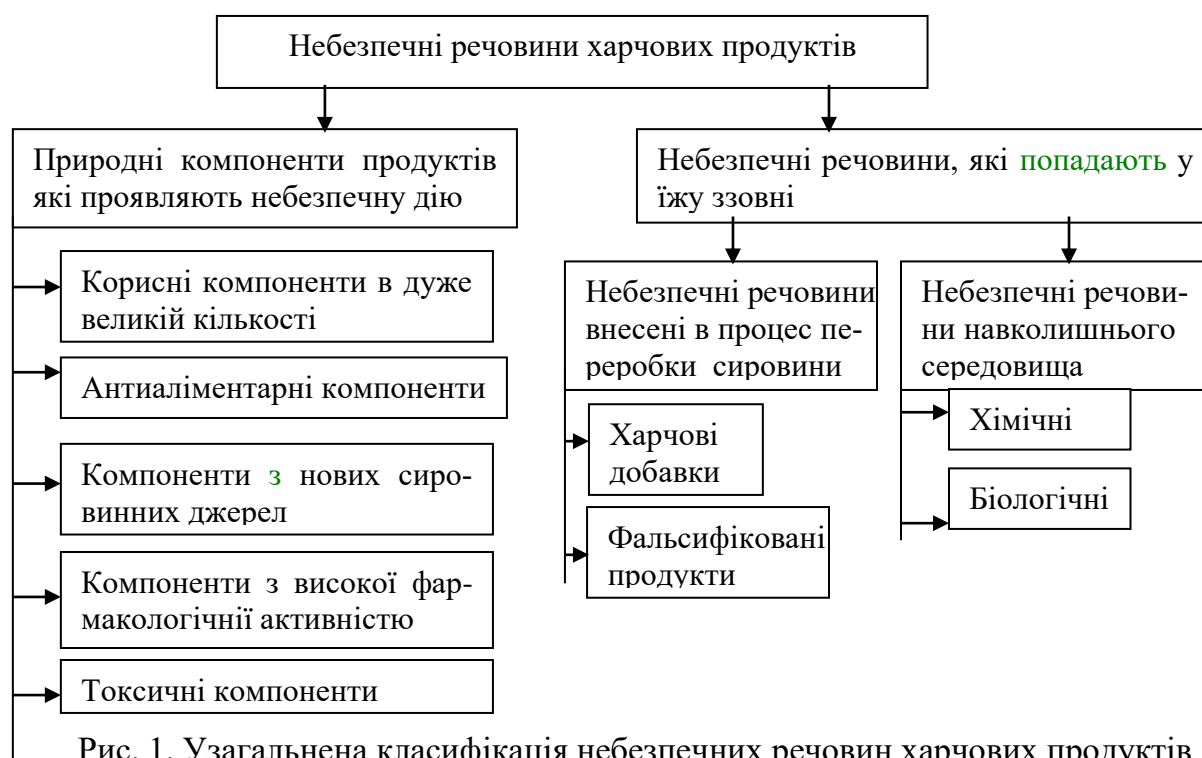 Небезпечні речовини харчових продуктів
Природні компоненти продуктів
які проявляють небезпечну дію
Корисні компоненти в дуже
великій кількості
Антиаліментарні компоненти
Компоненти з нових сиро-
винних джерел
Компоненти з високої фар-
макологічнії активністю
Токсичні компоненти
Небезпечні речовини, які попадають у
їжу ззовні
Небезпечні речовини
внесені в процес пе-
реробки сировини
Харчові
добавки
Фальсифіковані
продукти
Небезпечні речови-
ни навколишнього
середовища
Хімічні
Біологічні
Рис. 1. Узагальнена класифікація небезпечних речовин харчових продуктів